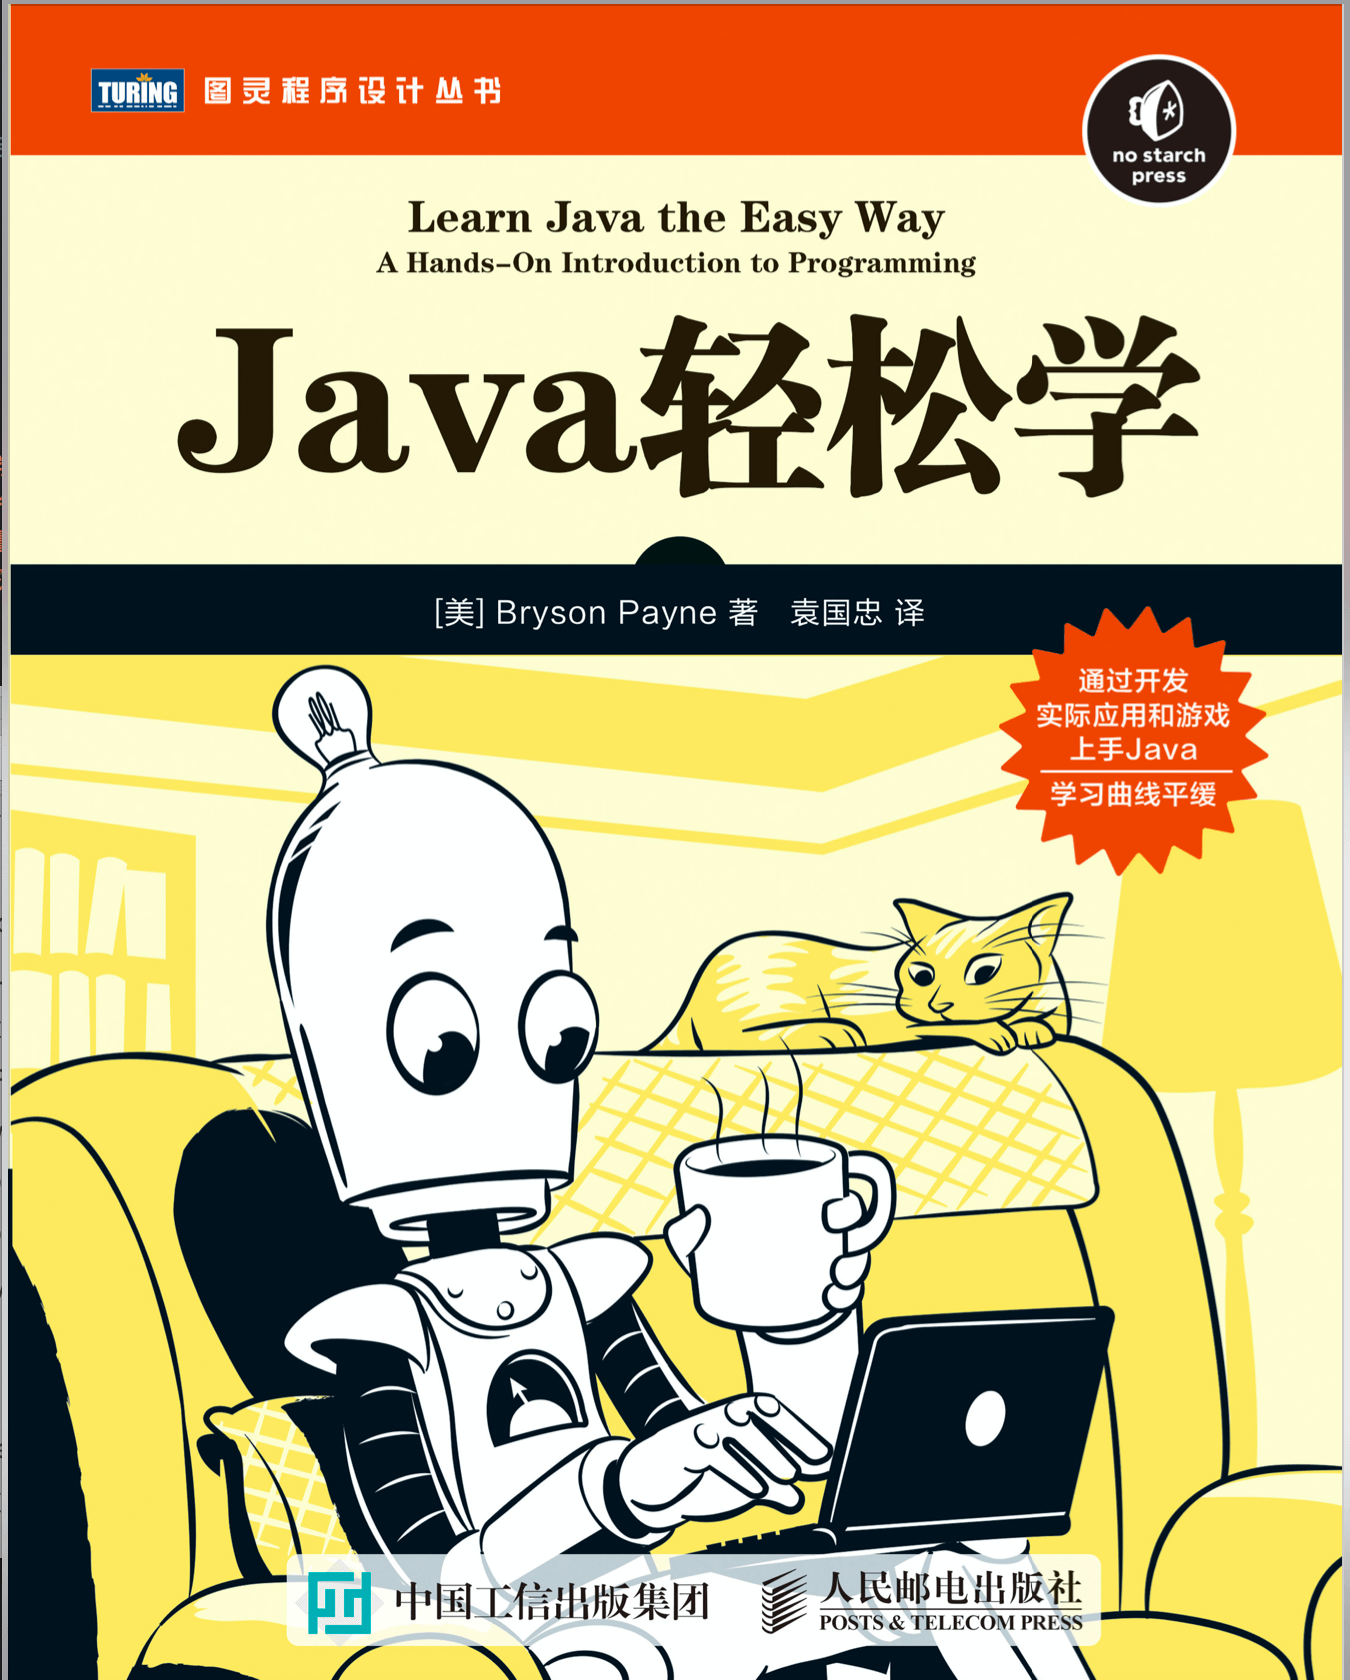 TURING 图灵程序设计丛书
no starch
press
Learn Java the Easy Way
A Hands-On Introduction to Programming
Java轻松学
[美] Bryson Payne 著 袁国忠 译
通过开发
实际应用和游戏
上手Java
学习曲线平缓
中国工信出版集团
人民邮电出版社
POSTS & TELECOM PRESS